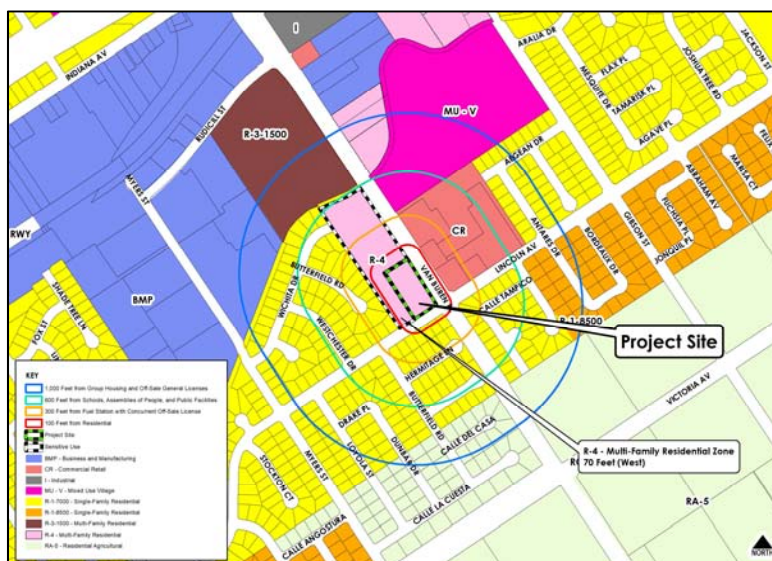 I
INDIANA AV
ARALIA DR
FLAX PL
JACKSON ST
MESQUITE DR
TAMARISK PL
JOSHUA TREE RD
AGAVE PL
RUDICILL ST
R-3-1500
MU - V
MYERS ST
AEGEAN DR
FELIX
MARSA CT
ABRAHAM AV
FUCHSIA PL
JONQUIL PL
GIBSON ST
BORDEAUX DR
ANTARES DR
CR
LINCOLN AV
RWY
BMP
R-4
VAN BUREN
BUTTERFIELD RD
WICHITA DR
CALLE TAMPICO
R-1-8500
SHADE TREE LN
FOX ST
WESTCHESTER DR
HERMITAGE LN
Project Site
VICTORIA AV
DRAKE PL
BUTTERFIELD RD
CALLE DEL CASA
R-4 - Multi-Family Residential Zone
70 Feet (West)
MYERS ST
LOYOLA ST
DUNBAR DR
STOCKTON CT
CALLE LA CUESTA
RA-5
CALLE ANGOSTURA
NORTH
KEY
1,000 Feet from Group Housing and Off-Sale General Licenses
600 Feet from Schools, Assemblies of People, and Public Facilities
300 Feet from Fuel Station with Concurrent Off-Sale License
100 Feet from Residential
Project Site
Sensitive Use
BMP - Business and Manufacturing
CR - Commercial Retail
I - Industrial
MU - V - Mixed Use Village
R-1-7000 - Single-Family Residential
R-1-8500 - Single-Family Residential
R-3-1500 - Multi-Family Residential
R-4 - Multi-Family Residential
RA-5 - Residential Agricultural